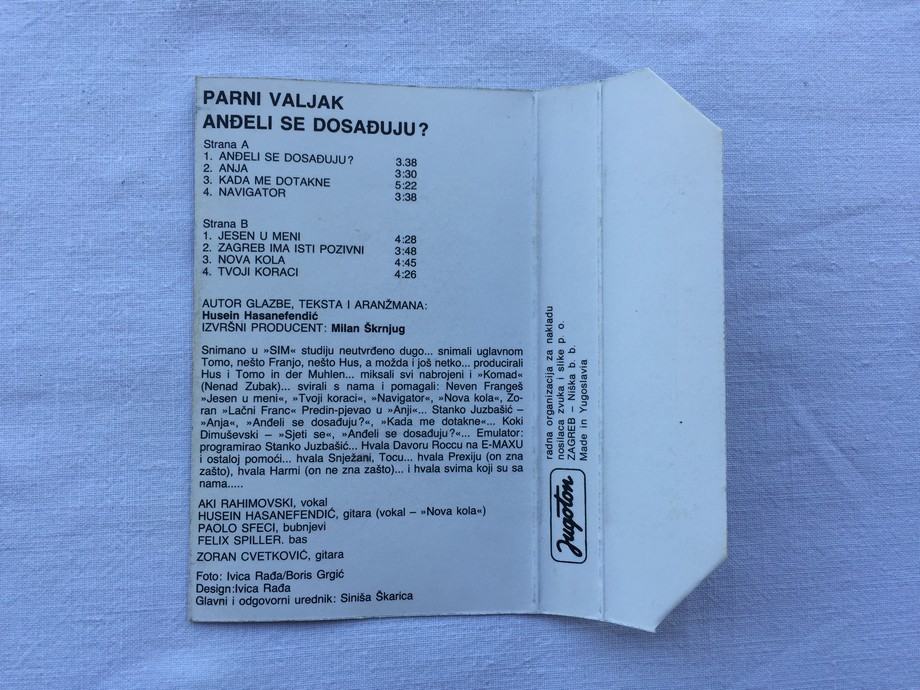 PARNI VALJAK
ANĐELI SE DOSAĐUJU?
Strana A
1. ANĐELI SE DOSAĐUJU? 3.38
2. ANJA 3:30
3. KADA ME DOTAKNE 5:22
4. NAVIGATOR 3:38
Strana B
1. JESEN U MENI 4:28
2. ZAGREB IMA ISTI POZIVNI 3:48
3. NOVA KOLA 4:45
4. TVOJI KORACI 4:26
AUTOR GLAZBE, TEKSTA I ARANŽMANA:
Husein Hasanefendić
IZVRŠNI PRODUCENT: Milan Škrnjug
Snimano u »SIM« studiju neutvrđeno dugo... snimali uglavnom
Tomo, nešto Franjo, nešto Hus, a možda i još netko... producirali
Hus i Tomo in der Muhlen... miksali svi nabrojeni i »Komad«
(Nenad Zubak)... svirali s nama i pomagali: Neven Frangeš
»Jesen u meni«, »Tvoji koraci«, »Navigator«, »Nova kola«, Zo-
ran »Lačni Franc« Predin-pjevao u »Anji«... Stanko Juzbašić –
»Anja«, »Anđeli se dosađuju?«, »Kada me dotakne«... Koki
Dimuševski – »Sjeti se«, »Anđeli se dosađuju?«... Emulator:
programirao Stanko Juzbašić... Hvala Davoru Roccu na E-MAXU
i ostaloj pomoći... hvala Snježani, Tocu... hvala Prexiju (on zna
zašto), hvala Harmi (on ne zna zašto)... i hvala svima koji su sa
nama.....
AKI RAHIMOVSKI, vokal
HUSEIN HASANEFENDIĆ, gitara (vokal – »Nova kola«)
PAOLO SFECI, bubnjevi
FELIX SPILLER. bas
ZORAN CVETKOVIĆ, gitara
Foto: Ivica Rađa/Boris Grgić
Design:Ivica Rađa
Glavni i odgovorni urednik: Siniša Škarica
radna organizacija za nakladu
nosilaca zvuka i slike p. o.
ZAGREB – Niška b. b.
Made in Yugoslavia
Jugoton